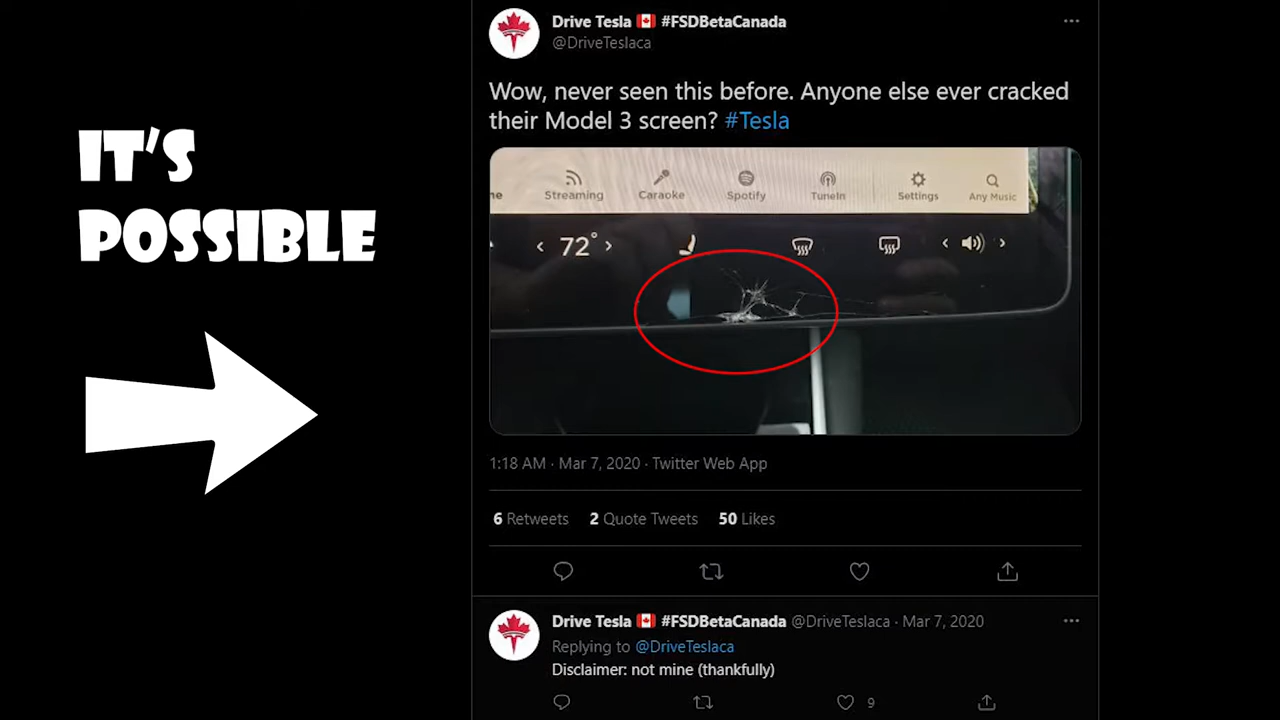 IT'S
POSSIBLE
Drive Tesla 🇨🇦 #FSDBetaCanada
@DriveTeslaca
Wow, never seen this before. Anyone else ever cracked
their Model 3 screen? #Tesla
Streaming Caraoke Spotify TuneIn Settings Any Music
< 72° > < >
1:18 AM · Mar 7, 2020 · Twitter Web App
6 Retweets 2 Quote Tweets 50 Likes
Drive Tesla 🇨🇦 #FSDBetaCanada @DriveTeslaca · Mar 7, 2020
Replying to @DriveTeslaca
Disclaimer: not mine (thankfully)
9